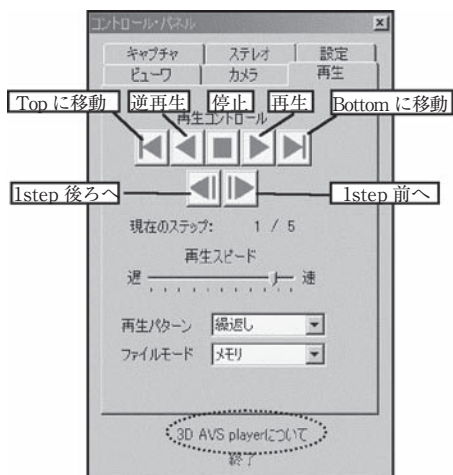 コントロール・パネル
キャプチャ ステレオ 設定
ビューワ カメラ 再生
Top に移動 逆再生 停止 再生 Bottom に移動
再生コントロール
1step 後ろへ 1step 前へ
現在のステップ: 1 / 5
再生スピード
遅 速
再生パターン 繰返し
ファイルモード メモリ
3D AVS playerについて
終了